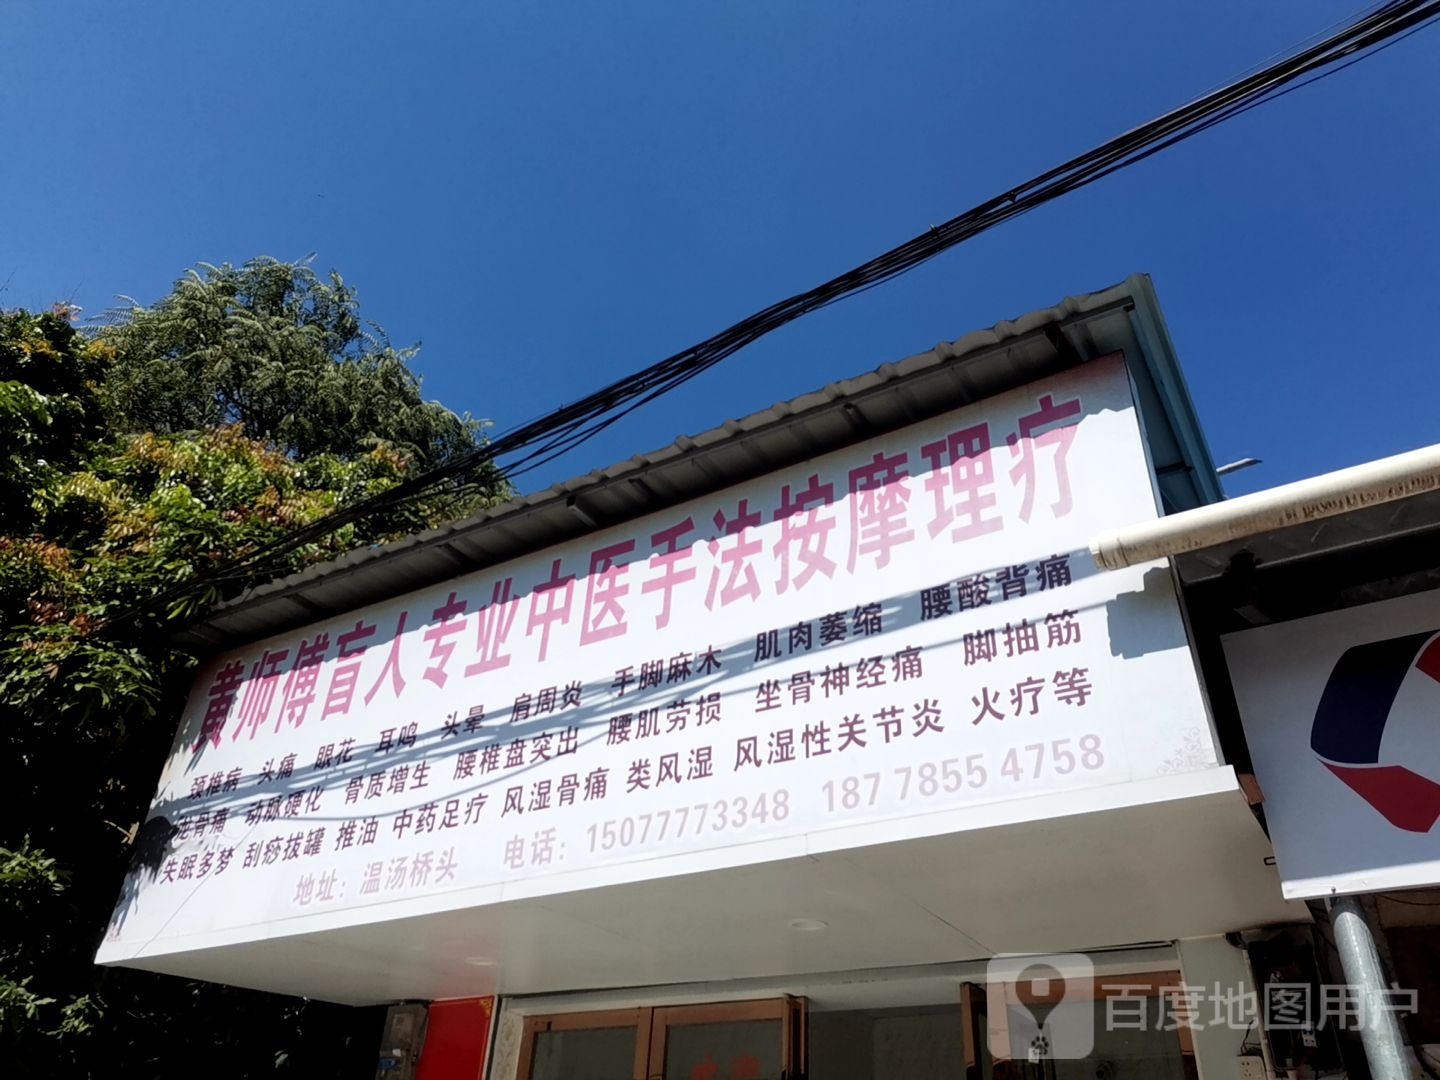 黄师傅盲人专业中医手法按摩理疗
颈椎病 头痛 眼花 耳鸣 头晕 肩周炎 手脚麻木 肌肉萎缩 腰酸背痛
骨痛 动脉硬化 骨质增生 腰椎盘突出 腰肌劳损 坐骨神经痛 脚抽筋
失眠多梦 刮痧拔罐 推油 中药足疗 风湿骨痛 类风湿 风湿性关节炎 火疗等
地址：温汤桥头 电话：15077773348 18778554758
百度地图用户